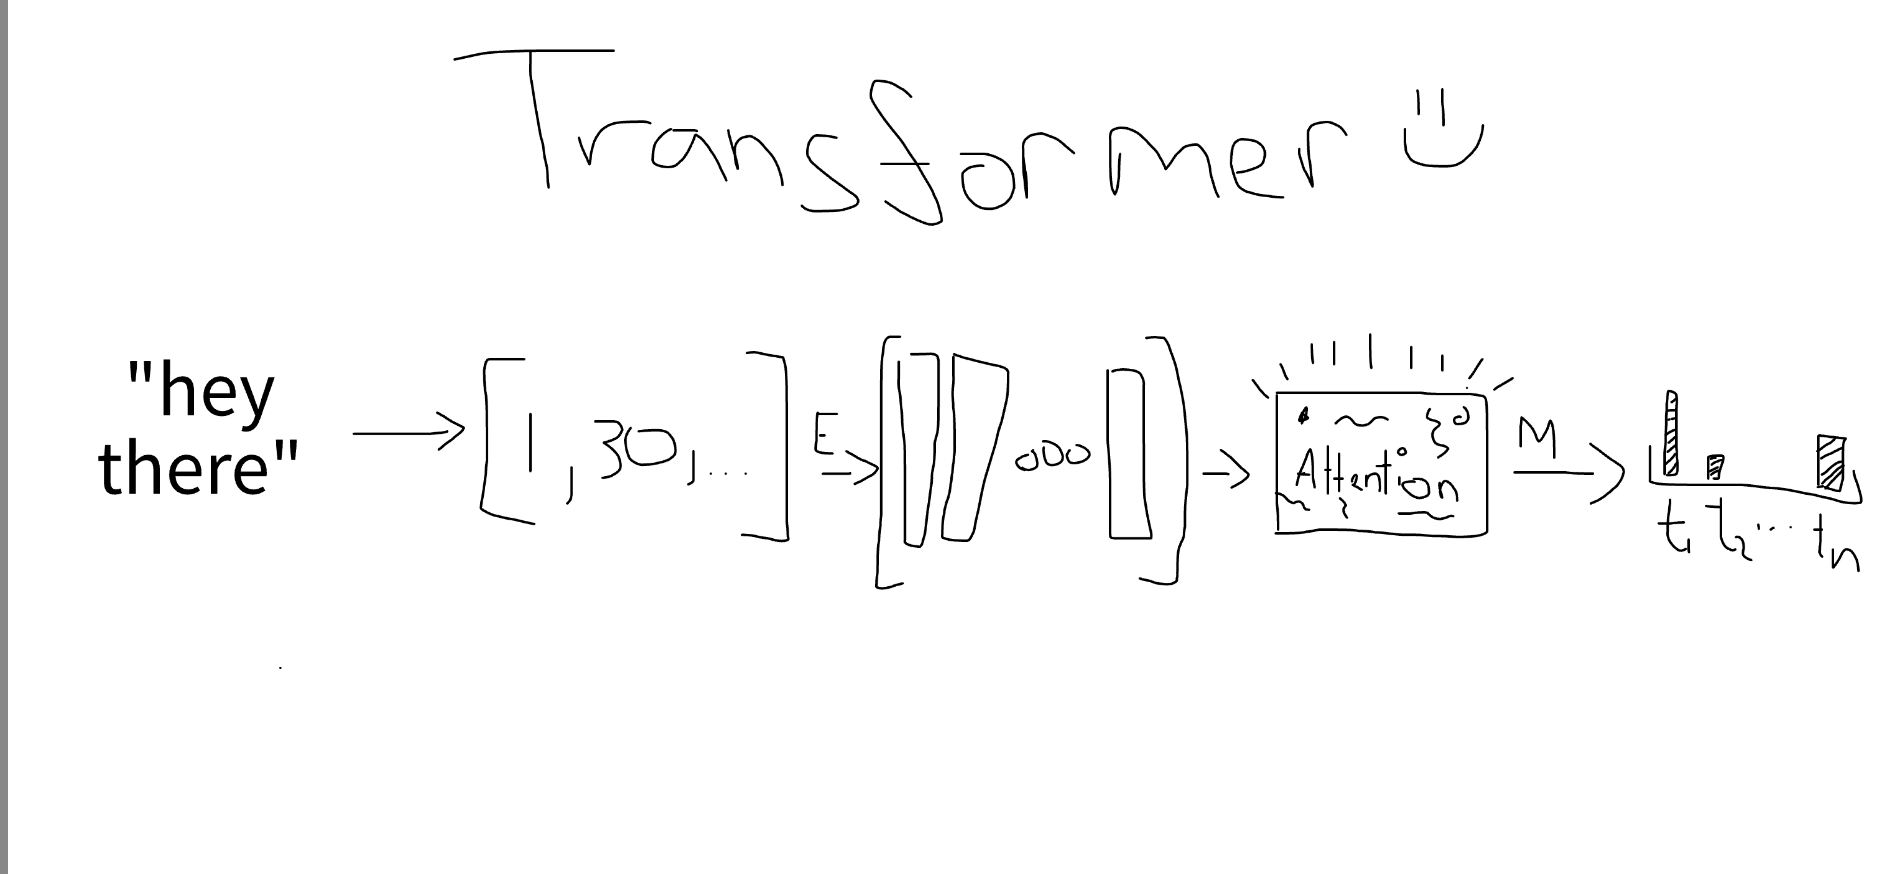 Transformer
"hey
there"
1, 30, ...
E
Attention
M
t1 t2 ... tn